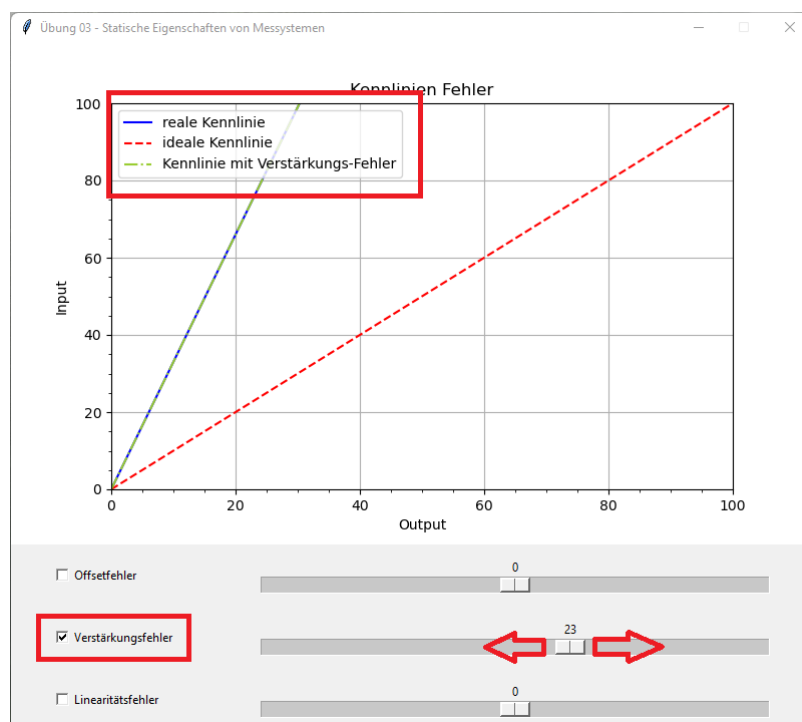 Übung 03 - Statische Eigenschaften von Messystemen
Kennlinien Fehler
reale Kennlinie
ideale Kennlinie
Kennlinie mit Verstärkungs-Fehler
100
80
60
40
20
0
Input
0 20 40 60 80 100
Output
Offsetfehler
0
Verstärkungsfehler
23
Linearitätsfehler
0